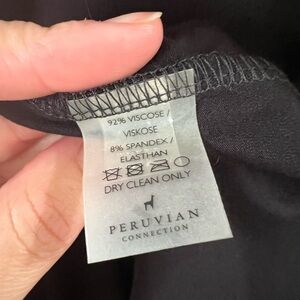 92% VISCOSE /
VISKOSE
8% SPANDEX /
ELASTHAN
DRY CLEAN ONLY
PERUVIAN
CONNECTION